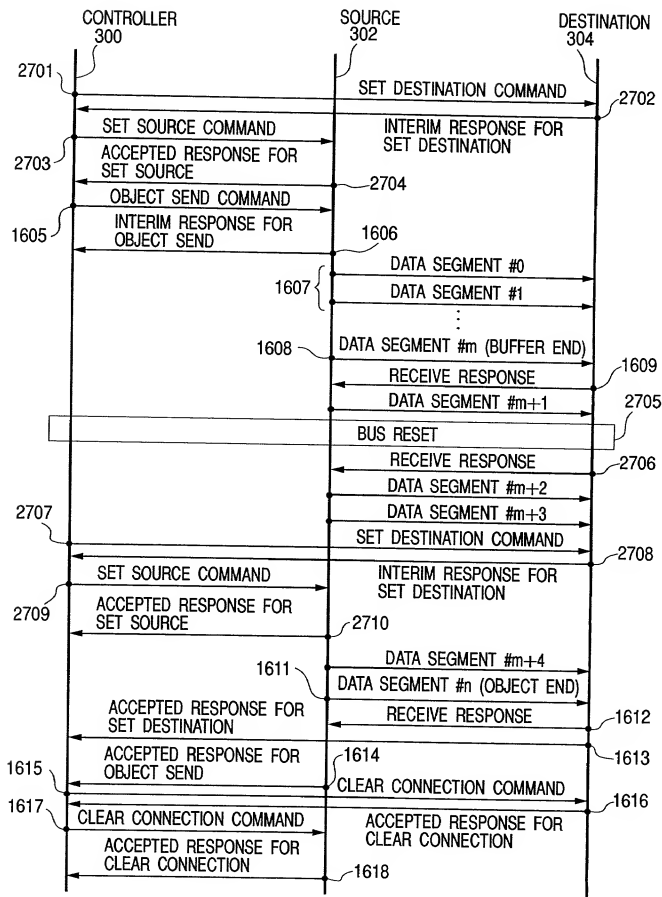 CONTROLLER
300
SOURCE
302
DESTINATION
304
2701
SET DESTINATION COMMAND
2702
SET SOURCE COMMAND
INTERIM RESPONSE FOR
SET DESTINATION
2703
ACCEPTED RESPONSE FOR
SET SOURCE
2704
OBJECT SEND COMMAND
1605
INTERIM RESPONSE FOR
OBJECT SEND
1606
DATA SEGMENT #0
1607
DATA SEGMENT #1
DATA SEGMENT #m (BUFFER END)
1608
RECEIVE RESPONSE
1609
DATA SEGMENT #m+1
2705
BUS RESET
RECEIVE RESPONSE
2706
DATA SEGMENT #m+2
DATA SEGMENT #m+3
2707
SET DESTINATION COMMAND
2708
SET SOURCE COMMAND
INTERIM RESPONSE FOR
SET DESTINATION
2709
ACCEPTED RESPONSE FOR
SET SOURCE
2710
DATA SEGMENT #m+4
1611
DATA SEGMENT #n (OBJECT END)
ACCEPTED RESPONSE FOR
SET DESTINATION
RECEIVE RESPONSE
1612
1613
ACCEPTED RESPONSE FOR
OBJECT SEND
1614
1615
CLEAR CONNECTION COMMAND
1616
1617
CLEAR CONNECTION COMMAND
ACCEPTED RESPONSE FOR
CLEAR CONNECTION
ACCEPTED RESPONSE FOR
CLEAR CONNECTION
1618